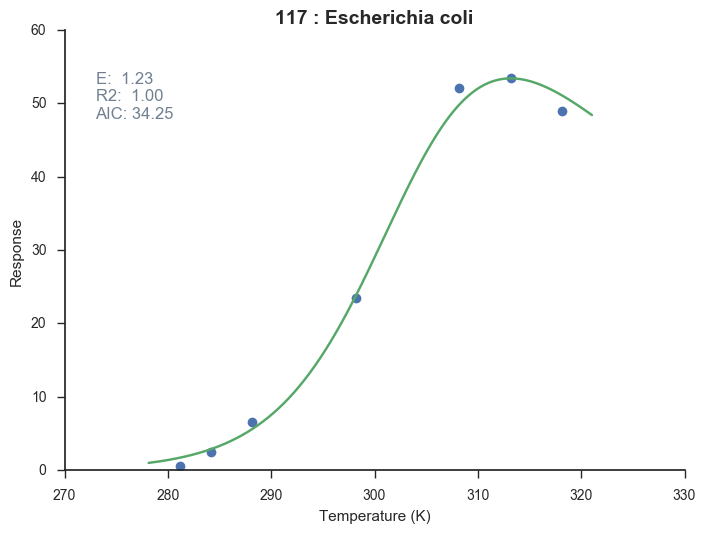 117 : Escherichia coli
E: 1.23
R2: 1.00
AIC: 34.25
Response
60
50
40
30
20
10
0
270 280 290 300 310 320 330
Temperature (K)